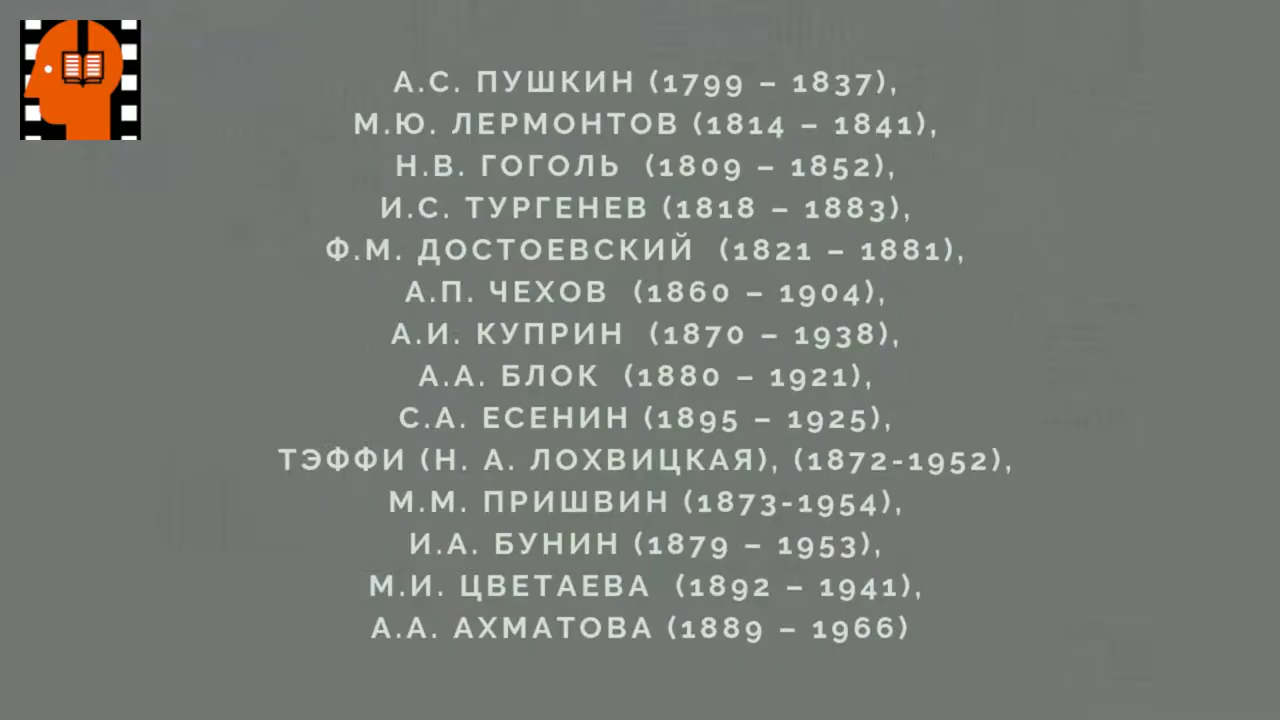 А.С. ПУШКИН (1799 – 1837),
М.Ю. ЛЕРМОНТОВ (1814 – 1841),
Н.В. ГОГОЛЬ (1809 – 1852),
И.С. ТУРГЕНЕВ (1818 – 1883),
Ф.М. ДОСТОЕВСКИЙ (1821 – 1881),
А.П. ЧЕХОВ (1860 – 1904),
А.И. КУПРИН (1870 – 1938),
А.А. БЛОК (1880 – 1921),
С.А. ЕСЕНИН (1895 – 1925),
ТЭФФИ (Н. А. ЛОХВИЦКАЯ), (1872-1952),
М.М. ПРИШВИН (1873-1954),
И.А. БУНИН (1879 – 1953),
М.И. ЦВЕТАЕВА (1892 – 1941),
А.А. АХМАТОВА (1889 – 1966)